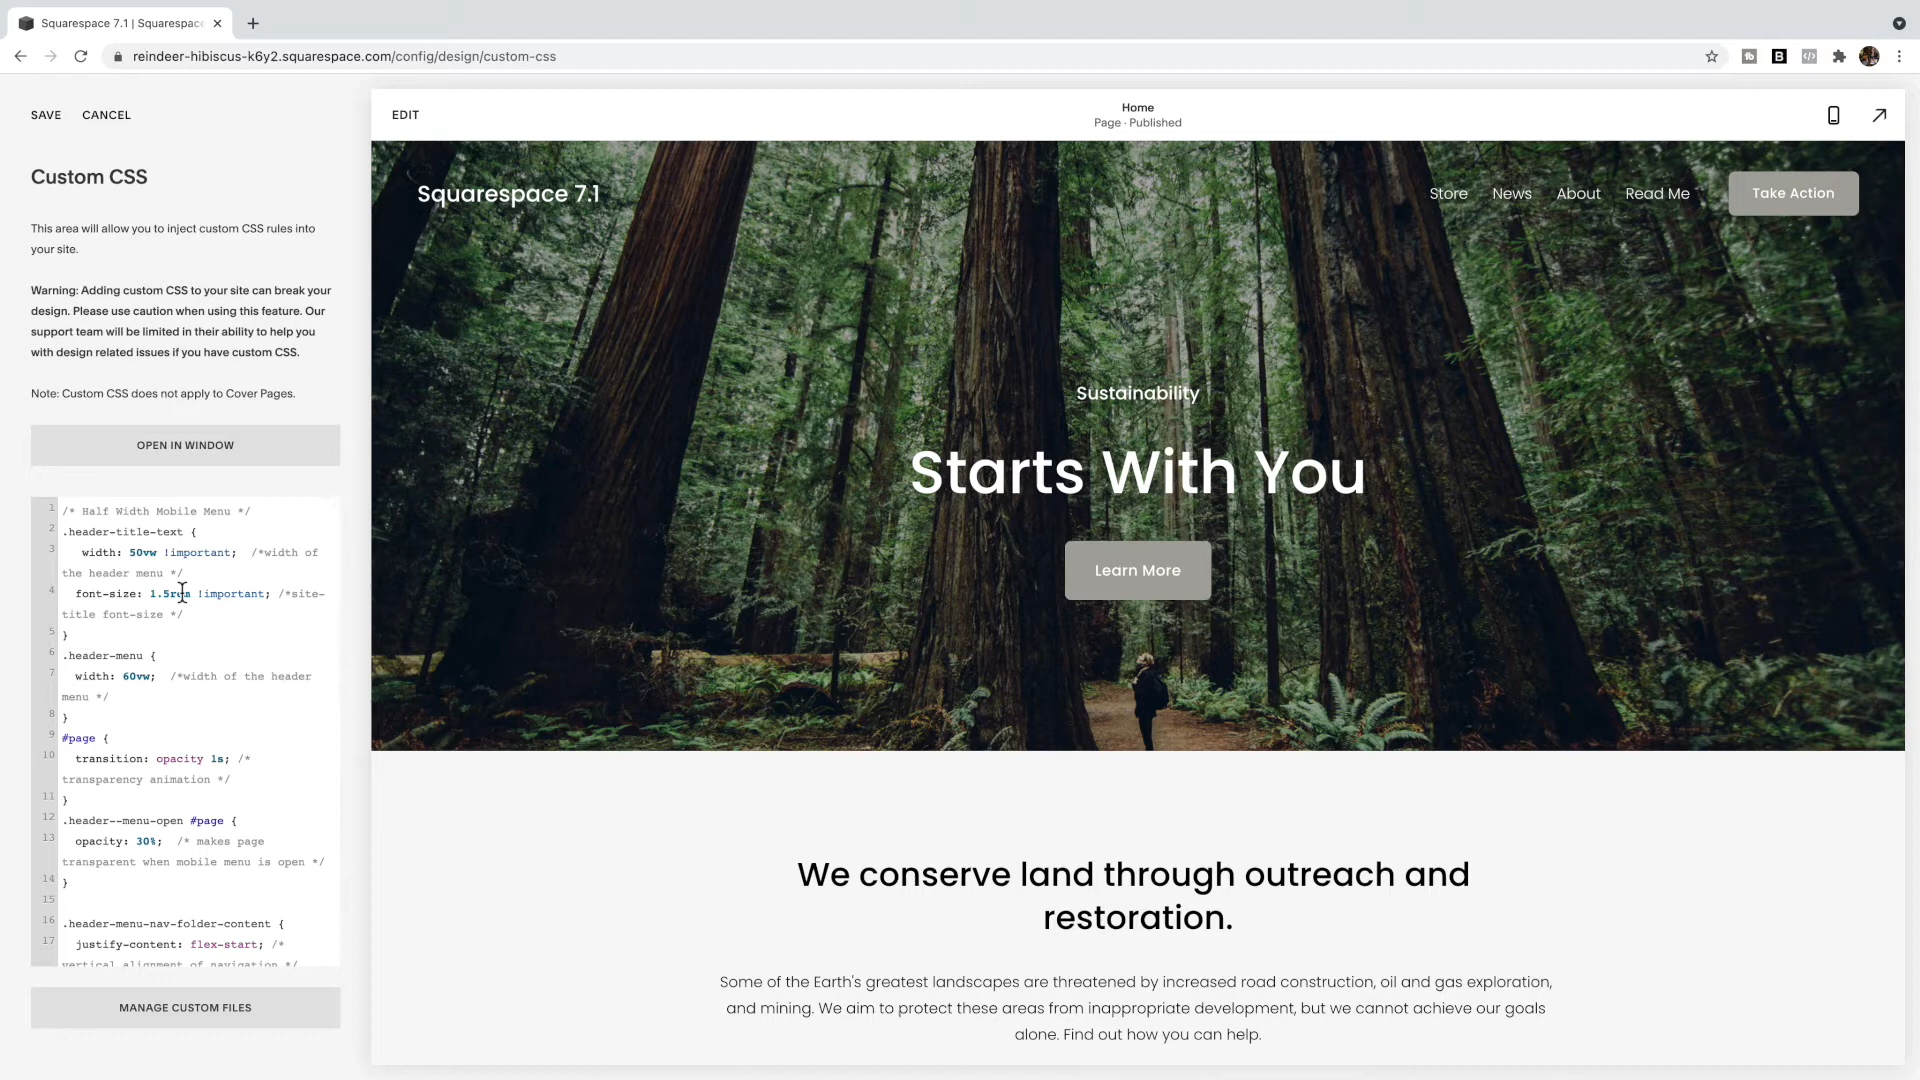 Squarespace 7.1 | Squarespac
reindeer-hibiscus-k6y2.squarespace.com/config/design/custom-css
SAVE CANCEL
EDIT
Home
Page · Published
Custom CSS
This area will allow you to inject custom CSS rules into
your site.
Warning: Adding custom CSS to your site can break your
design. Please use caution when using this feature. Our
support team will be limited in their ability to help you
with design related issues if you have custom CSS.
Note: Custom CSS does not apply to Cover Pages.
OPEN IN WINDOW
1 /* Half Width Mobile Menu */
2 .header-title-text {
3 width: 50vw !important; /*width of
the header menu */
4 font-size: 1.5rem !important; /*site-
title font-size */
5 }
6 .header-menu {
7 width: 60vw; /*width of the header
menu */
8 }
9 #page {
10 transition: opacity 1s; /*
transparency animation */
11 }
12 .header--menu-open #page {
13 opacity: 30%; /* makes page
transparent when mobile menu is open */
14 }
15
16 .header-menu-nav-folder-content {
17 justify-content: flex-start; /*
vertical alignment of navigation */
MANAGE CUSTOM FILES
Squarespace 7.1
Store News About Read Me Take Action
Sustainability
Starts With You
Learn More
We conserve land through outreach and
restoration.
Some of the Earth's greatest landscapes are threatened by increased road construction, oil and gas exploration,
and mining. We aim to protect these areas from inappropriate development, but we cannot achieve our goals
alone. Find out how you can help.